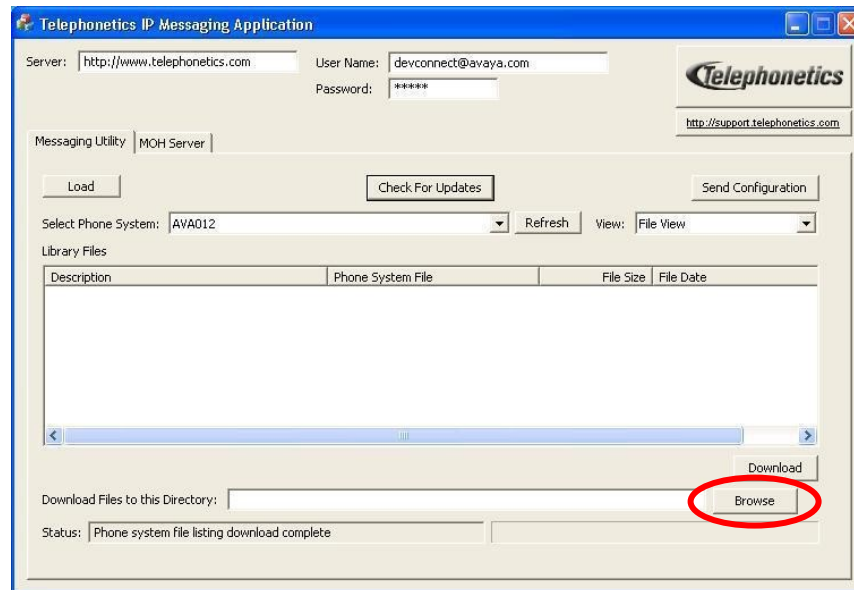 Telephonetics IP Messaging Application
Server: http://www.telephonetics.com User Name: devconnect@avaya.com
Password: *****
Telephonetics
http://support.telephonetics.com
Messaging Utility MOH Server
Load Check For Updates Send Configuration
Select Phone System: AVA012 Refresh View: File View
Library Files
Description Phone System File File Size File Date
Download
Download Files to this Directory: Browse
Status: Phone system file listing download complete